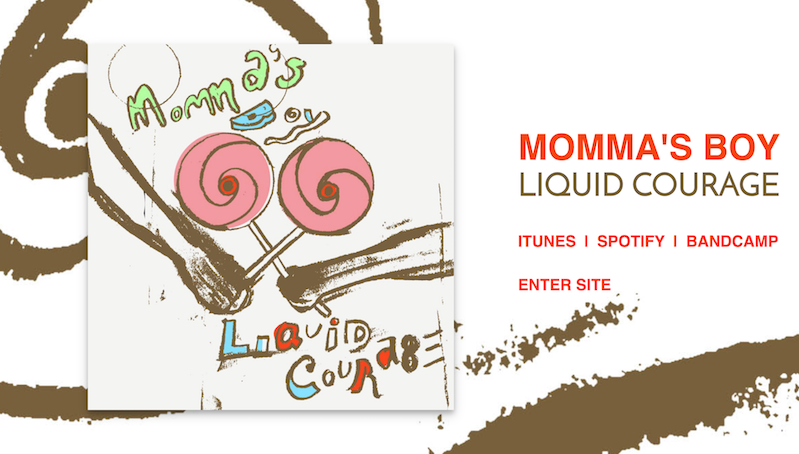 Momma's
Boy
Liquid
Courage
MOMMA'S BOY
LIQUID COURAGE
ITUNES | SPOTIFY | BANDCAMP
ENTER SITE